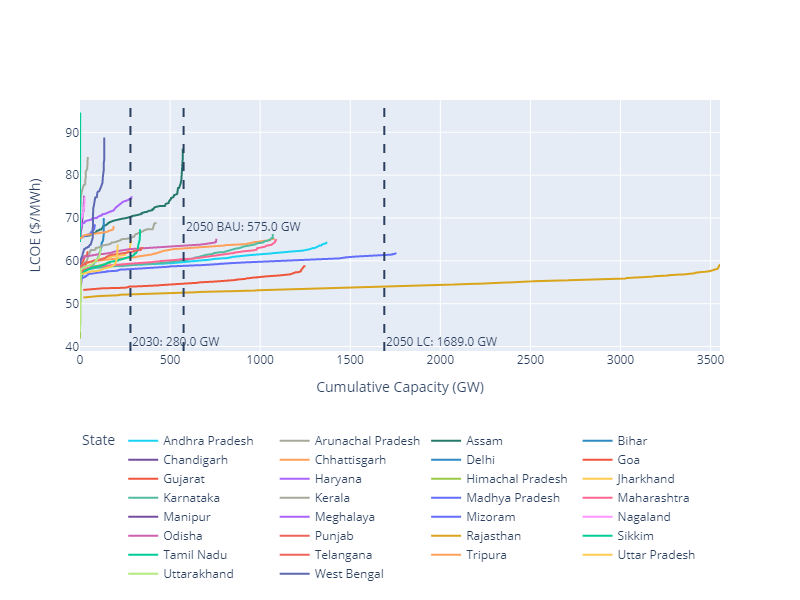 90
80
70
60
50
40
LCOE ($/MWh)
2050 BAU: 575.0 GW
2030: 280.0 GW
2050 LC: 1689.0 GW
0 500 1000 1500 2000 2500 3000 3500
Cumulative Capacity (GW)
State
Andhra Pradesh Arunachal Pradesh Assam Bihar
Chandigarh Chhattisgarh Delhi Goa
Gujarat Haryana Himachal Pradesh Jharkhand
Karnataka Kerala Madhya Pradesh Maharashtra
Manipur Meghalaya Mizoram Nagaland
Odisha Punjab Rajasthan Sikkim
Tamil Nadu Telangana Tripura Uttar Pradesh
Uttarakhand West Bengal